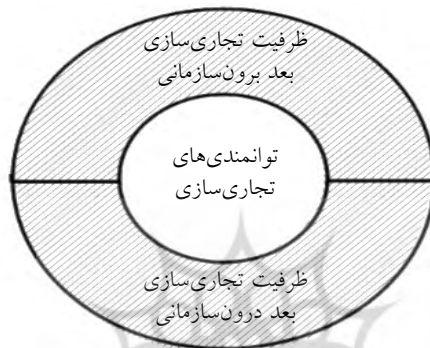 ظرفیت تجاری‌سازی
بعد برون‌سازمانی
توانمندی‌های
تجاری‌سازی
ظرفیت تجاری‌سازی
بعد درون‌سازمانی